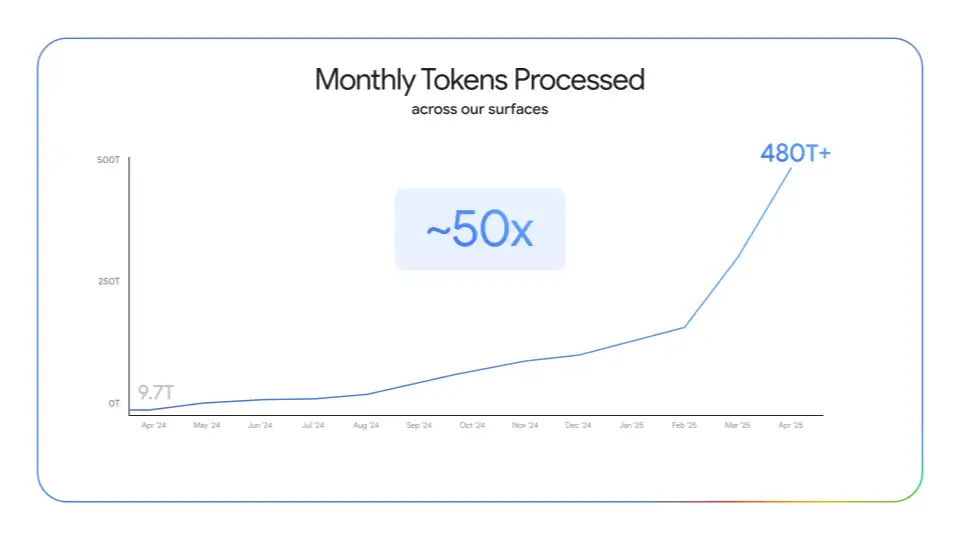 Monthly Tokens Processed
across our surfaces
480T+
500T
~50x
250T
9.7T
0T
Apr '24 May '24 Jun '24 Jul '24 Aug '24 Sep '24 Oct '24 Nov '24 Dec '24 Jan '25 Feb '25 Mar '25 Apr '25